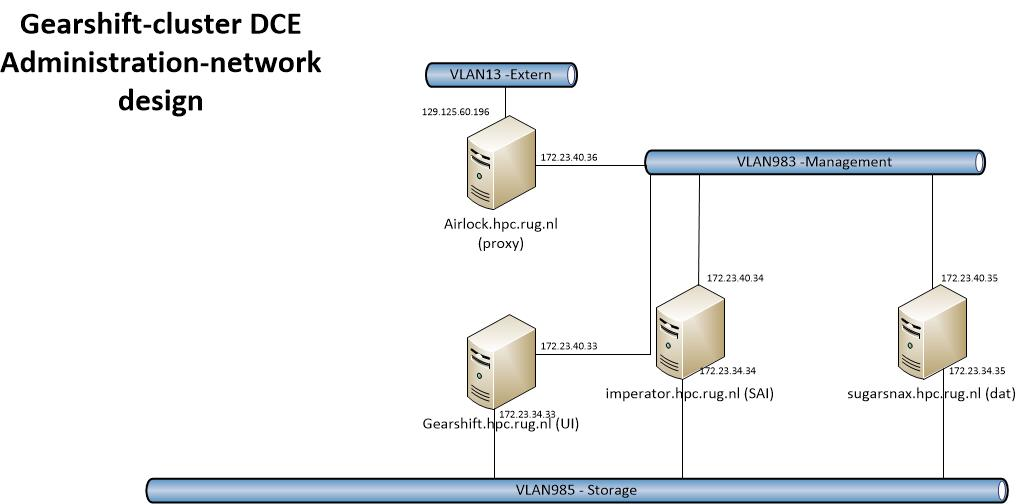 Gearshift-cluster DCE
Administration-network
design
VLAN13 -Extern
129.125.60.196
172.23.40.36
VLAN983 -Management
Airlock.hpc.rug.nl
(proxy)
172.23.40.34
172.23.40.35
172.23.40.33
172.23.34.34
172.23.34.35
imperator.hpc.rug.nl (SAI)
sugarsnax.hpc.rug.nl (dat)
172.23.34.33
Gearshift.hpc.rug.nl (UI)
VLAN985 - Storage